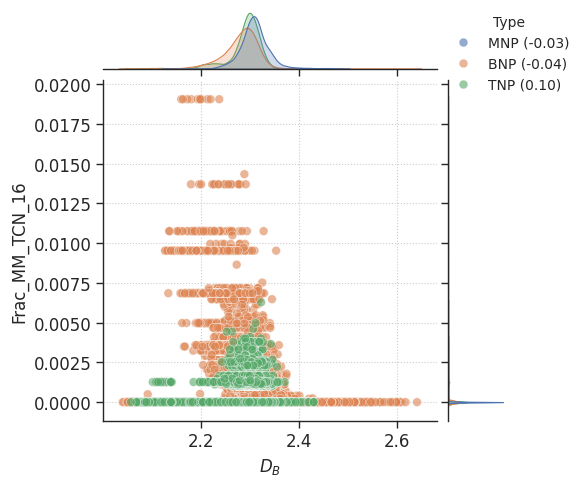 Type
MNP (-0.03)
BNP (-0.04)
TNP (0.10)
0.0200
0.0175
0.0150
0.0125
0.0100
0.0075
0.0050
0.0025
0.0000
Frac_MM_TCN_16
2.2 2.4 2.6
D_B